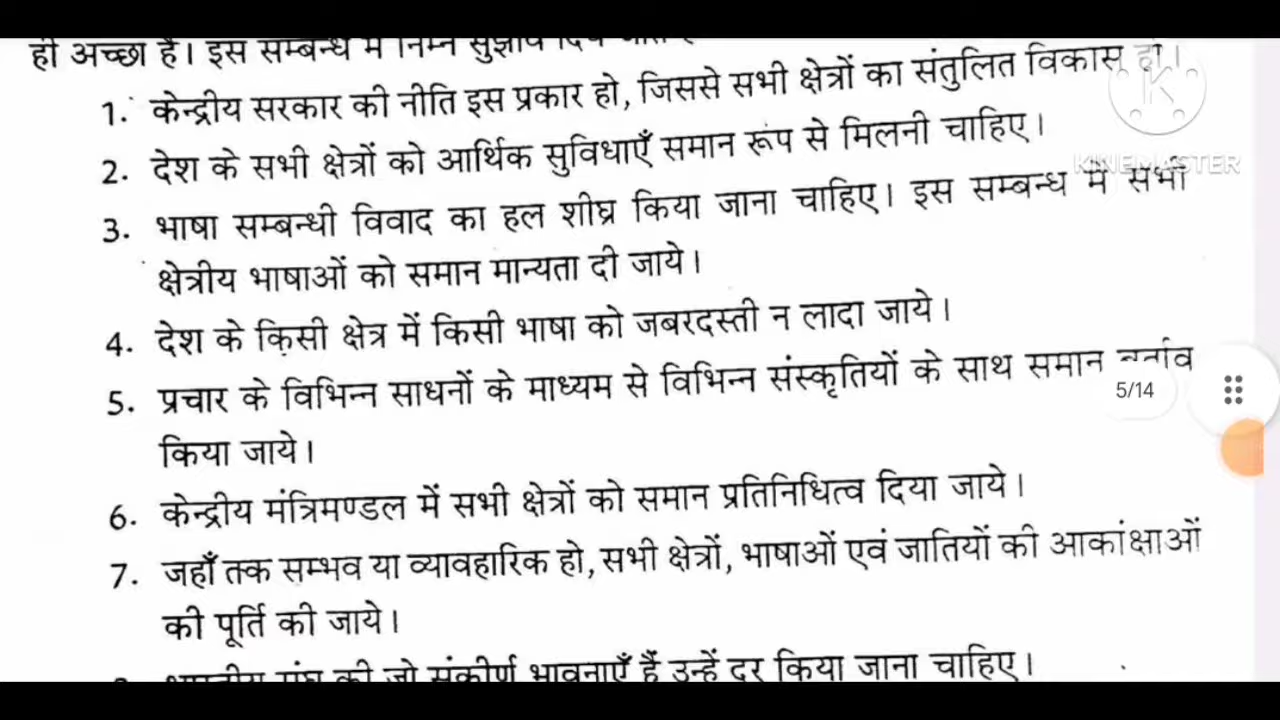 ही अच्छा है। इस सम्बन्ध में निम्न सुझाव दिये
1. केन्द्रीय सरकार की नीति इस प्रकार हो, जिससे सभी क्षेत्रों का संतुलित विकास हो।
KINEMASTER
2. देश के सभी क्षेत्रों को आर्थिक सुविधाएँ समान रूप से मिलनी चाहिए।
3. भाषा सम्बन्धी विवाद का हल शीघ्र किया जाना चाहिए। इस सम्बन्ध में सभी
क्षेत्रीय भाषाओं को समान मान्यता दी जाये।
4. देश के किसी क्षेत्र में किसी भाषा को जबरदस्ती न लादा जाये।
5. प्रचार के विभिन्न साधनों के माध्यम से विभिन्न संस्कृतियों के साथ समान
5/14
किया जाये।
6. केन्द्रीय मंत्रिमण्डल में सभी क्षेत्रों को समान प्रतिनिधित्व दिया जाये।
7. जहाँ तक सम्भव या व्यावहारिक हो, सभी क्षेत्रों, भाषाओं एवं जातियों की आकांक्षाओं
की पूर्ति की जाये।
की जो संकीर्ण भावनाएँ हैं उन्हें दूर किया जाना चाहिए।